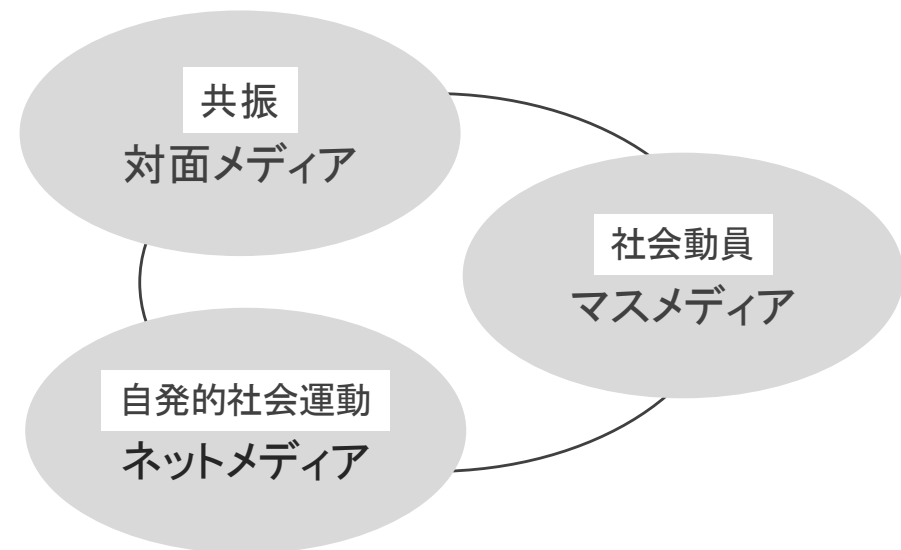 共振
対面メディア
社会動員
マスメディア
自発的社会運動
ネットメディア